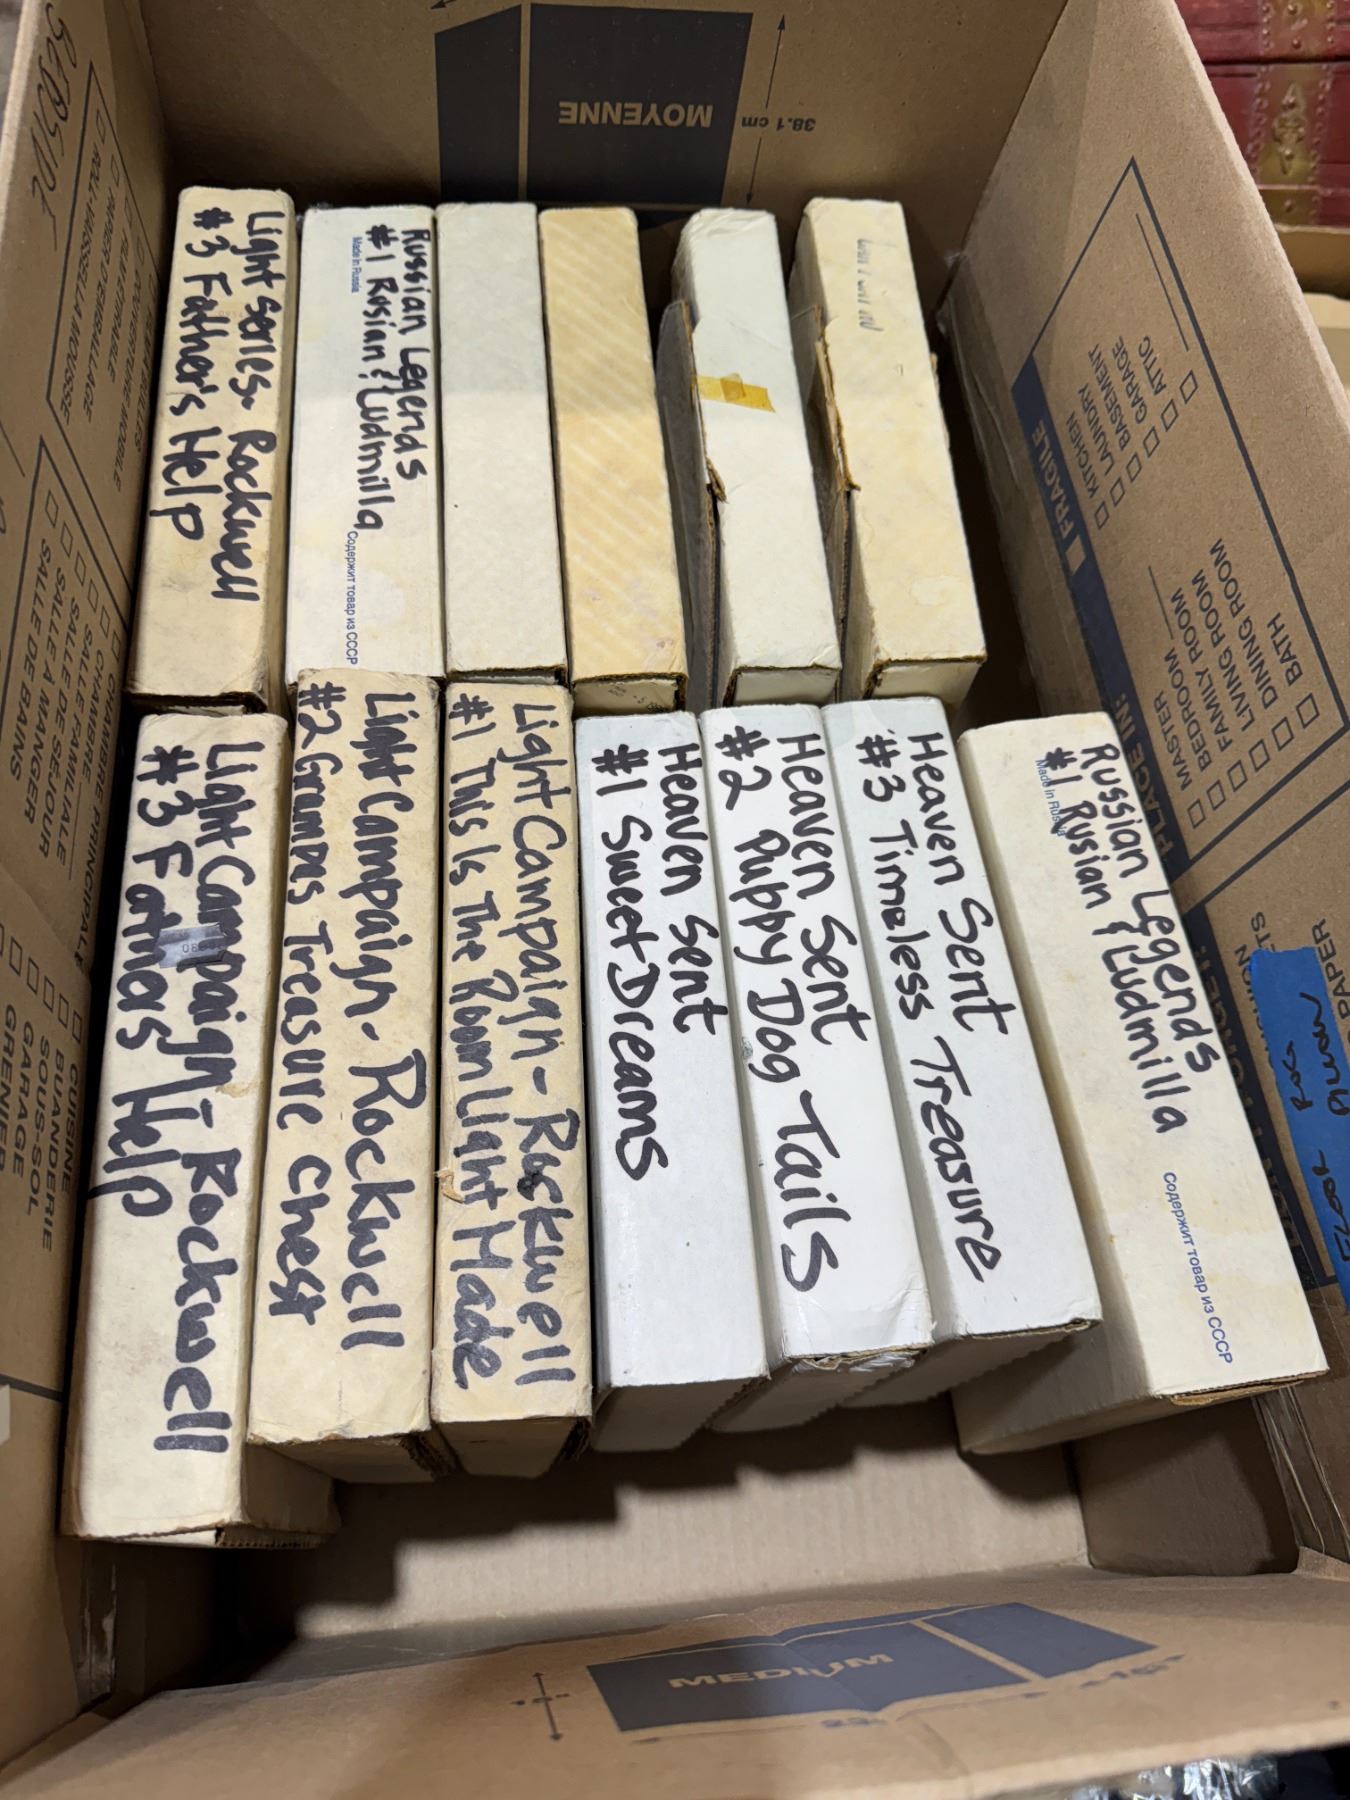 MOYENNE
38.1 cm
BEDSIDE
Light series- Rockwell
#3 Father's Help
Russian Legends
#1 Rusian & Ludmilla
Made in Russia
Содержит товар из СССР
Light Campaign- Rockwell
#3 Fathers Help
Light Campaign- Rockwell
#2 Grampas Treasure Chest
Light Campaign- Rockwell
#1 This Is The Room Light Made
Heaven Sent
#1 Sweet Dreams
Heaven Sent
#2 Puppy Dog Tails
Heaven Sent
#3 Timeless Treasure
Russian Legends
#1 Rusian & Ludmilla
Made in Russia
Содержит товар из СССР
FRAGILE
KITCHEN
LAUNDRY
BASEMENT
GARAGE
ATTIC
MASTER
BEDROOM
FAMILY ROOM
LIVING ROOM
DINING ROOM
BATH
PAPER
SALLE DE BAINS
SALLE À MANGER
SALLE DE SÉJOUR
SALLE FAMILIALE
CHAMBRE PRINCIPALE
CUISINE
BUANDERIE
SOUS-SOL
GARAGE
GRENIER
MEDIUM